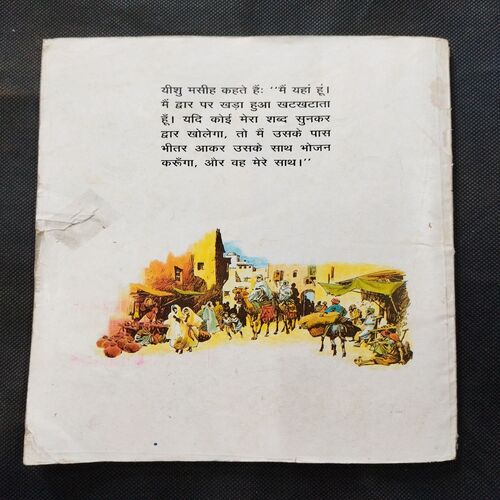 यीशु मसीह कहते हैं: ‘‘मैं यहां हूं।
मैं द्वार पर खड़ा हुआ खटखटाता
हूँ। यदि कोई मेरा शब्द सुनकर
द्वार खोलेगा, तो मैं उसके पास
भीतर आकर उसके साथ भोजन
करूँगा, और वह मेरे साथ।’’